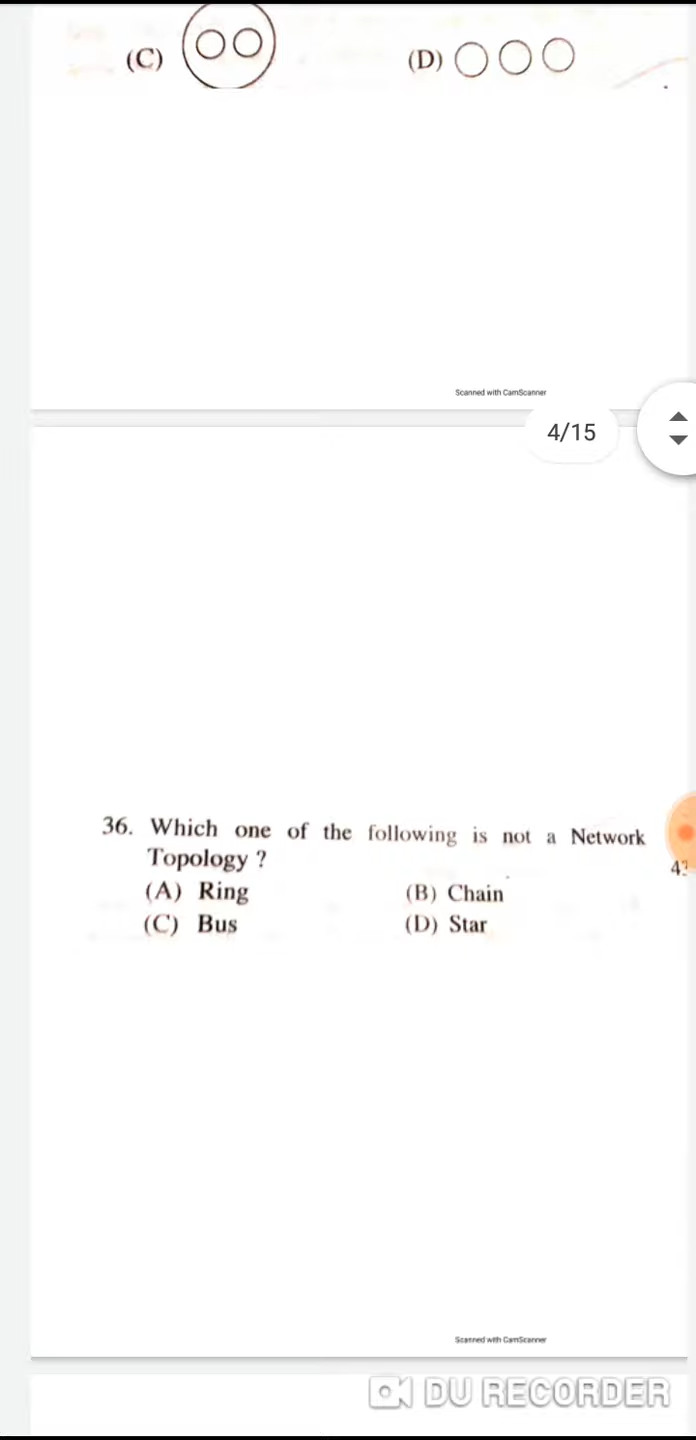 (C) (D)
Scanned with CamScanner
4/15
36. Which one of the following is not a Network
Topology ?
(A) Ring (B) Chain
(C) Bus (D) Star
Scanned with CamScanner
DU RECORDER